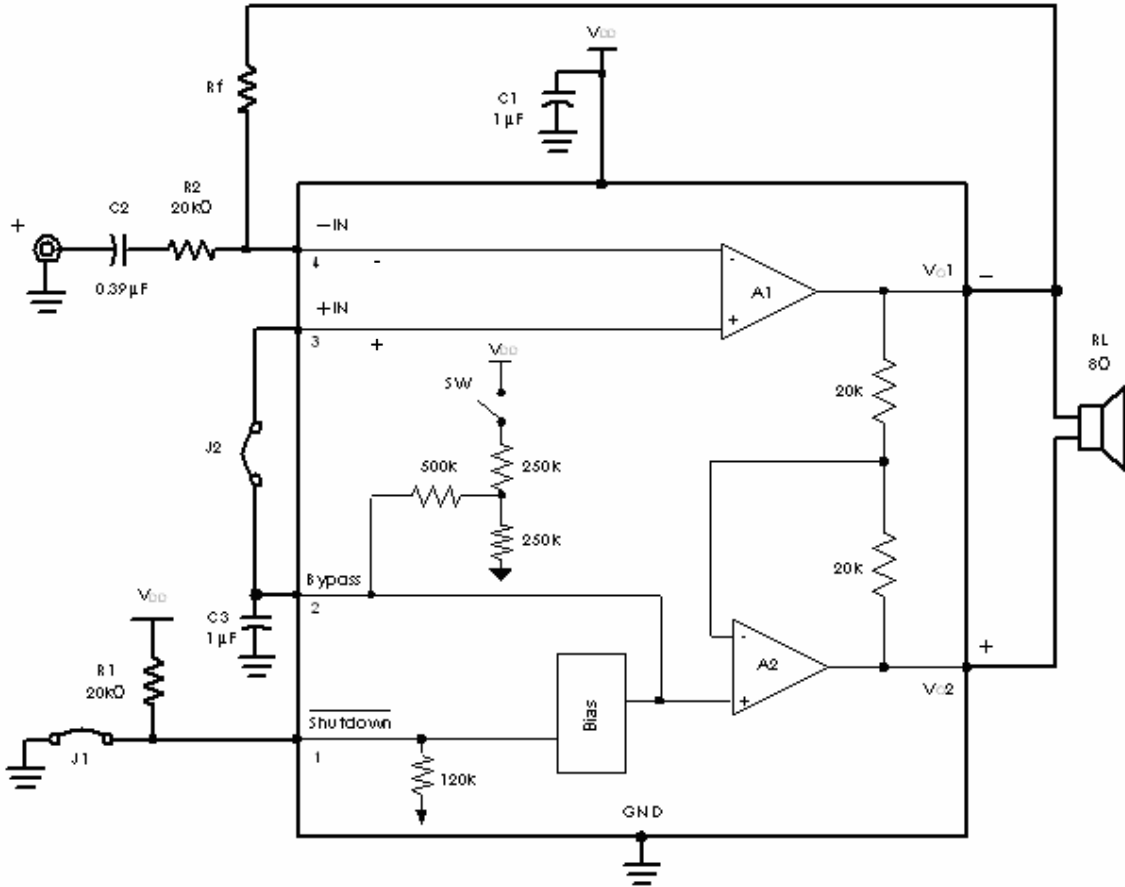 VDD
Rf
C1
1µF
R2
20kΩ
C2
+
0.39µF
−IN
4
-
+IN
3
+
-
A1
+
VO1
−
RL
8Ω
VDD
SW
20k
J2
500k
250k
250k
20k
Bypass
2
VDD
C3
1µF
R1
20kΩ
-
A2
+
+
VO2
Bias
Shutdown
1
J1
120k
GND